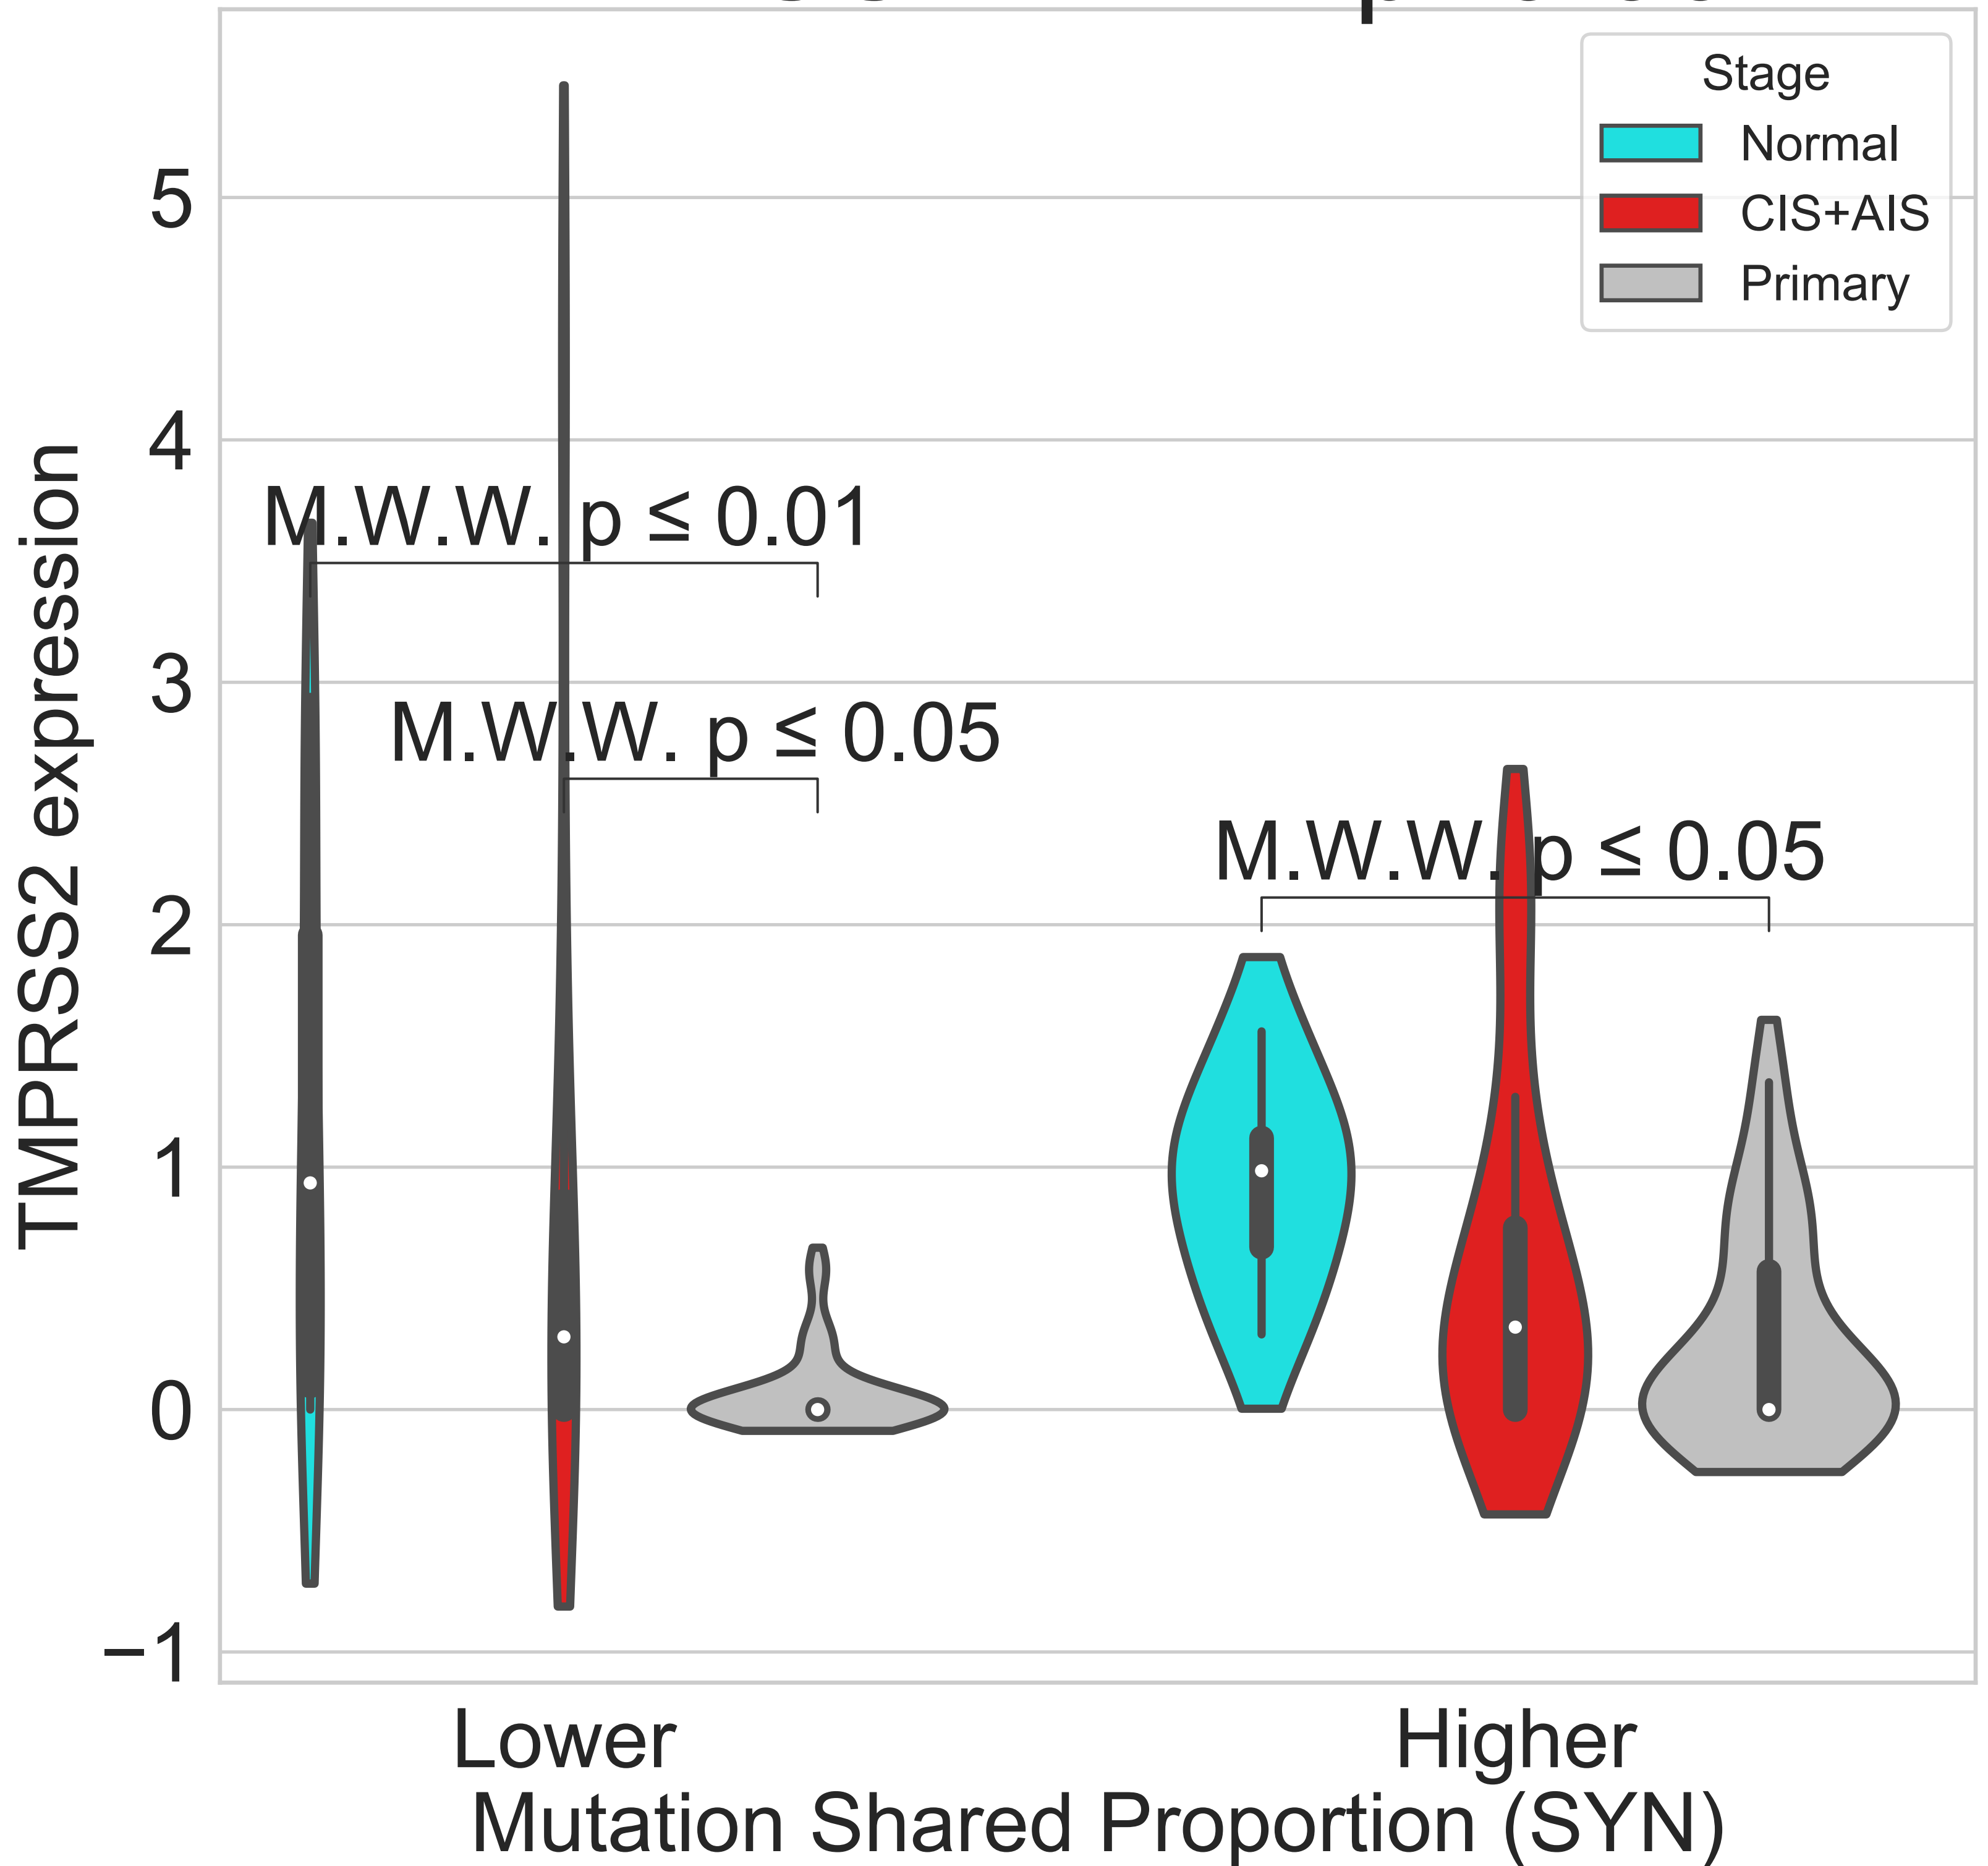 Stage
Normal
CIS+AIS
Primary
5
4
3
2
1
0
−1
TMPRSS2 expression
M.W.W. p ≤ 0.01
M.W.W. p ≤ 0.05
M.W.W. p ≤ 0.05
Lower
Higher
Mutation Shared Proportion (SYN)